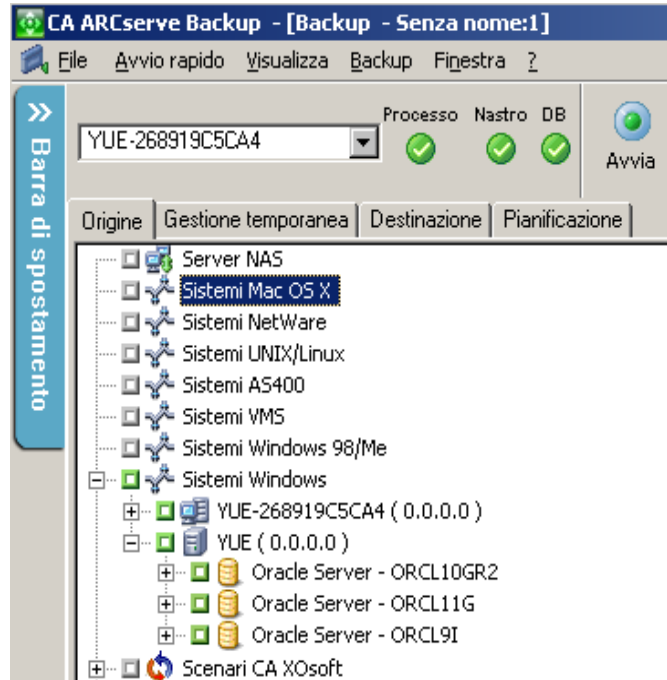 CA ARCserve Backup - [Backup - Senza nome:1]
File Avvio rapido Visualizza Backup Finestra ?
Barra di spostamento
Processo Nastro DB
YUE-268919C5CA4
Avvia
Origine Gestione temporanea Destinazione Pianificazione
Server NAS
Sistemi Mac OS X
Sistemi NetWare
Sistemi UNIX/Linux
Sistemi AS400
Sistemi VMS
Sistemi Windows 98/Me
Sistemi Windows
YUE-268919C5CA4 ( 0.0.0.0 )
YUE ( 0.0.0.0 )
Oracle Server - ORCL10GR2
Oracle Server - ORCL11G
Oracle Server - ORCL9I
Scenari CA XOsoft